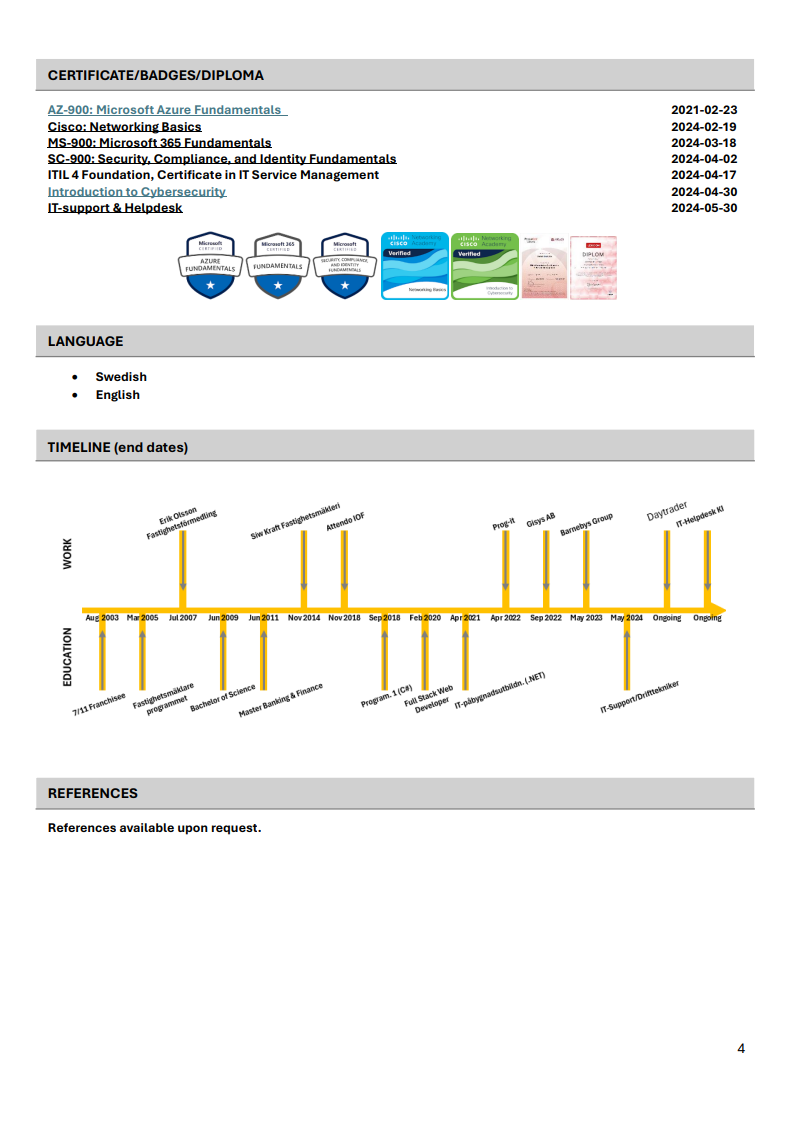 CERTIFICATE/BADGES/DIPLOMA
AZ-900: Microsoft Azure Fundamentals 2021-02-23
Cisco: Networking Basics 2024-02-19
MS-900: Microsoft 365 Fundamentals 2024-03-18
SC-900: Security, Compliance, and Identity Fundamentals 2024-04-02
ITIL 4 Foundation, Certificate in IT Service Management 2024-04-17
Introduction to Cybersecurity 2024-04-30
IT-support & Helpdesk 2024-05-30
Microsoft
CERTIFIED
AZURE
FUNDAMENTALS
Microsoft 365
CERTIFIED
FUNDAMENTALS
Microsoft
CERTIFIED
SECURITY, COMPLIANCE,
AND IDENTITY
FUNDAMENTALS
CISCO
Networking
Academy
Verified
Networking Basics
CISCO
Networking
Academy
Verified
Introduction to
Cybersecurity
DIPLOM
LANGUAGE
• Swedish
• English
TIMELINE (end dates)
WORK
Erik Olsson
Fastighetsförmedling
Siw Kraft Fastighetsmäkleri
Attendo IOF
Prog-it
Gisys AB
Barnebys Group
Daytrader
IT-Helpdesk KI
Aug 2003 Mar 2005 Jul 2007 Jun 2009 Jun 2011 Nov 2014 Nov 2018 Sep 2018 Feb 2020 Apr 2021 Apr 2022 Sep 2022 May 2023 May 2024 Ongoing Ongoing
EDUCATION
7/11 Franchisee
Fastighetsmäklare
programmet
Bachelor of Science
Master Banking & Finance
Program. 1 (C#)
Full Stack Web
Developer
IT-påbygnadsutbildn. (.NET)
IT-Support/Drifttekniker
REFERENCES
References available upon request.
4